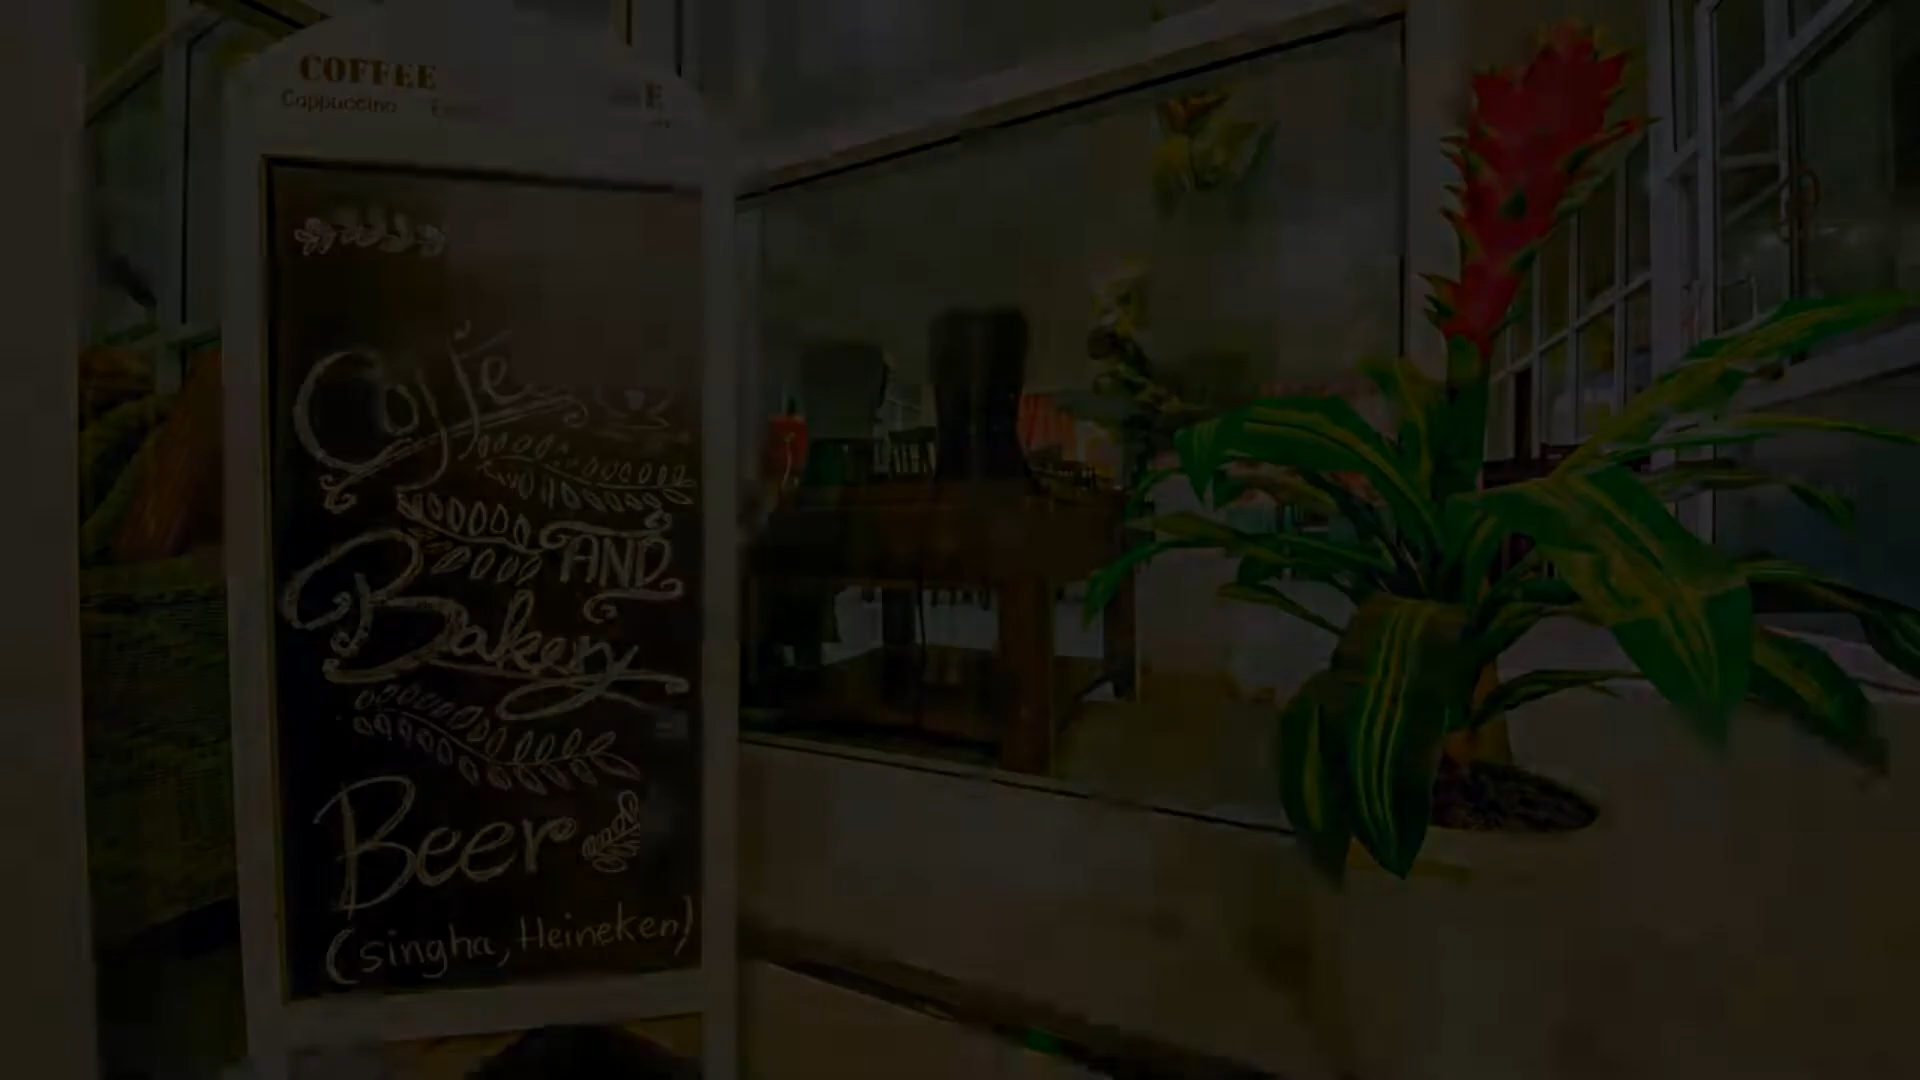 COFFEE
Cappuccino
Coffee
AND
Bakery
Beer
(singha, Heineken)